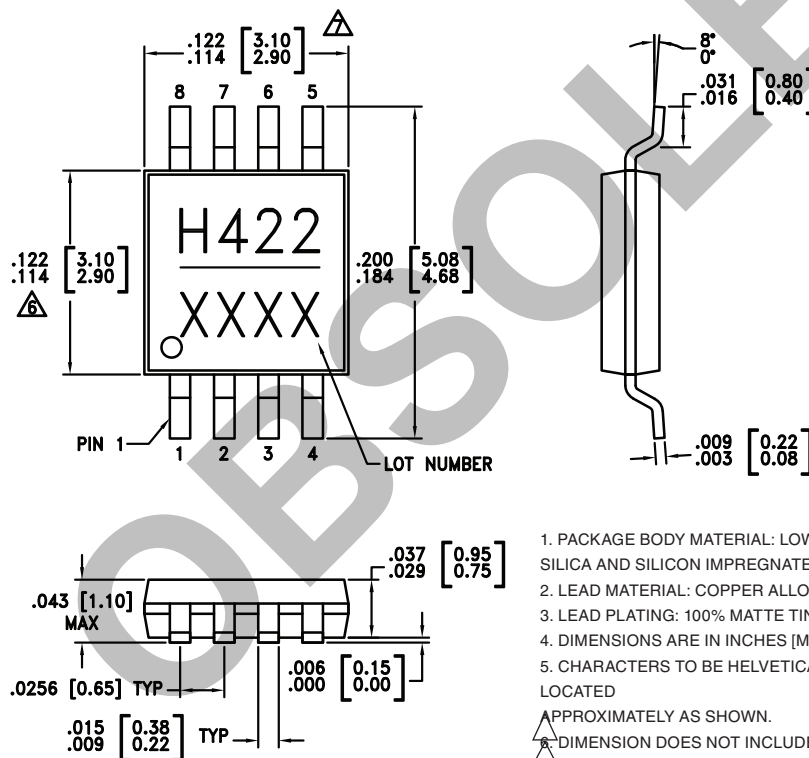 7
.122 [3.10]
.114 [2.90]
8 7 6 5
8°
0°
.031 [0.80]
.016 [0.40]
H422
XXXX
.122 [3.10]
.114 [2.90]
6
.200 [5.08]
.184 [4.68]
PIN 1
1 2 3 4
LOT NUMBER
.009 [0.22]
.003 [0.08]
.037 [0.95]
.029 [0.75]
.043 [1.10]
MAX
.006 [0.15]
.000 [0.00]
.0256 [0.65] TYP
.015 [0.38] TYP
.009 [0.22]
1. PACKAGE BODY MATERIAL: LOW
SILICA AND SILICON IMPREGNATE
2. LEAD MATERIAL: COPPER ALLO
3. LEAD PLATING: 100% MATTE TIN
4. DIMENSIONS ARE IN INCHES [M
5. CHARACTERS TO BE HELVETICA
LOCATED
APPROXIMATELY AS SHOWN.
6. DIMENSION DOES NOT INCLUDE
OBSOLE